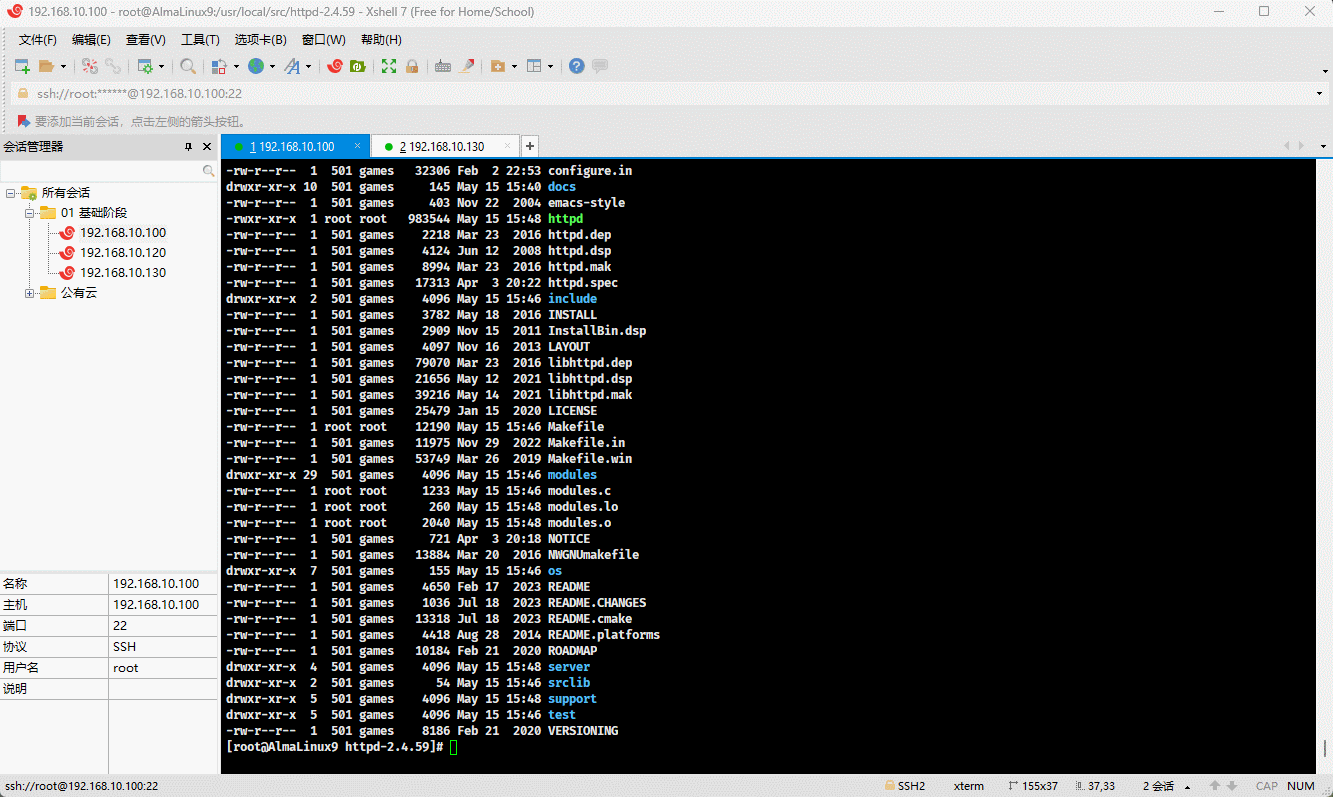 192.168.10.100 - root@AlmaLinux9:/usr/local/src/httpd-2.4.59 - Xshell 7 (Free for Home/School)
文件(F) 编辑(E) 查看(V) 工具(T) 选项卡(B) 窗口(W) 帮助(H)
ssh://root:******@192.168.10.100:22
要添加当前会话，点击左侧的箭头按钮。
会话管理器
1 192.168.10.100 2 192.168.10.130
所有会话
01 基础阶段
192.168.10.100
192.168.10.120
192.168.10.130
公有云
名称 192.168.10.100
主机 192.168.10.100
端口 22
协议 SSH
用户名 root
说明
-rw-r--r-- 1 501 games 32306 Feb 2 22:53 configure.in
drwxr-xr-x 10 501 games 145 May 15 15:40 docs
-rw-r--r-- 1 501 games 403 Nov 22 2004 emacs-style
-rwxr-xr-x 1 root root 983544 May 15 15:48 httpd
-rw-r--r-- 1 501 games 2218 Mar 23 2016 httpd.dep
-rw-r--r-- 1 501 games 4124 Jun 12 2008 httpd.dsp
-rw-r--r-- 1 501 games 8994 Mar 23 2016 httpd.mak
-rw-r--r-- 1 501 games 17313 Apr 3 20:22 httpd.spec
drwxr-xr-x 2 501 games 4096 May 15 15:46 include
-rw-r--r-- 1 501 games 3782 May 18 2016 INSTALL
-rw-r--r-- 1 501 games 2909 Nov 15 2011 InstallBin.dsp
-rw-r--r-- 1 501 games 4097 Nov 16 2013 LAYOUT
-rw-r--r-- 1 501 games 79070 Mar 23 2016 libhttpd.dep
-rw-r--r-- 1 501 games 21656 May 12 2021 libhttpd.dsp
-rw-r--r-- 1 501 games 39216 May 14 2021 libhttpd.mak
-rw-r--r-- 1 501 games 25479 Jan 15 2020 LICENSE
-rw-r--r-- 1 root root 12190 May 15 15:46 Makefile
-rw-r--r-- 1 501 games 11975 Nov 29 2022 Makefile.in
-rw-r--r-- 1 501 games 53749 Mar 26 2019 Makefile.win
drwxr-xr-x 29 501 games 4096 May 15 15:46 modules
-rw-r--r-- 1 root root 1233 May 15 15:46 modules.c
-rw-r--r-- 1 root root 260 May 15 15:48 modules.lo
-rw-r--r-- 1 root root 2040 May 15 15:48 modules.o
-rw-r--r-- 1 501 games 721 Apr 3 20:18 NOTICE
-rw-r--r-- 1 501 games 13884 Mar 20 2016 NWGNUmakefile
drwxr-xr-x 7 501 games 155 May 15 15:46 os
-rw-r--r-- 1 501 games 4650 Feb 17 2023 README
-rw-r--r-- 1 501 games 1036 Jul 18 2023 README.CHANGES
-rw-r--r-- 1 501 games 13318 Jul 18 2023 README.cmake
-rw-r--r-- 1 501 games 4418 Aug 28 2014 README.platforms
-rw-r--r-- 1 501 games 10184 Feb 21 2020 ROADMAP
drwxr-xr-x 4 501 games 4096 May 15 15:48 server
drwxr-xr-x 2 501 games 54 May 15 15:46 srclib
drwxr-xr-x 5 501 games 4096 May 15 15:48 support
drwxr-xr-x 5 501 games 4096 May 15 15:46 test
-rw-r--r-- 1 501 games 8186 Feb 21 2020 VERSIONING
[root@AlmaLinux9 httpd-2.4.59]#
ssh://root@192.168.10.100:22 SSH2 xterm 155x37 37,33 2 会话 CAP NUM